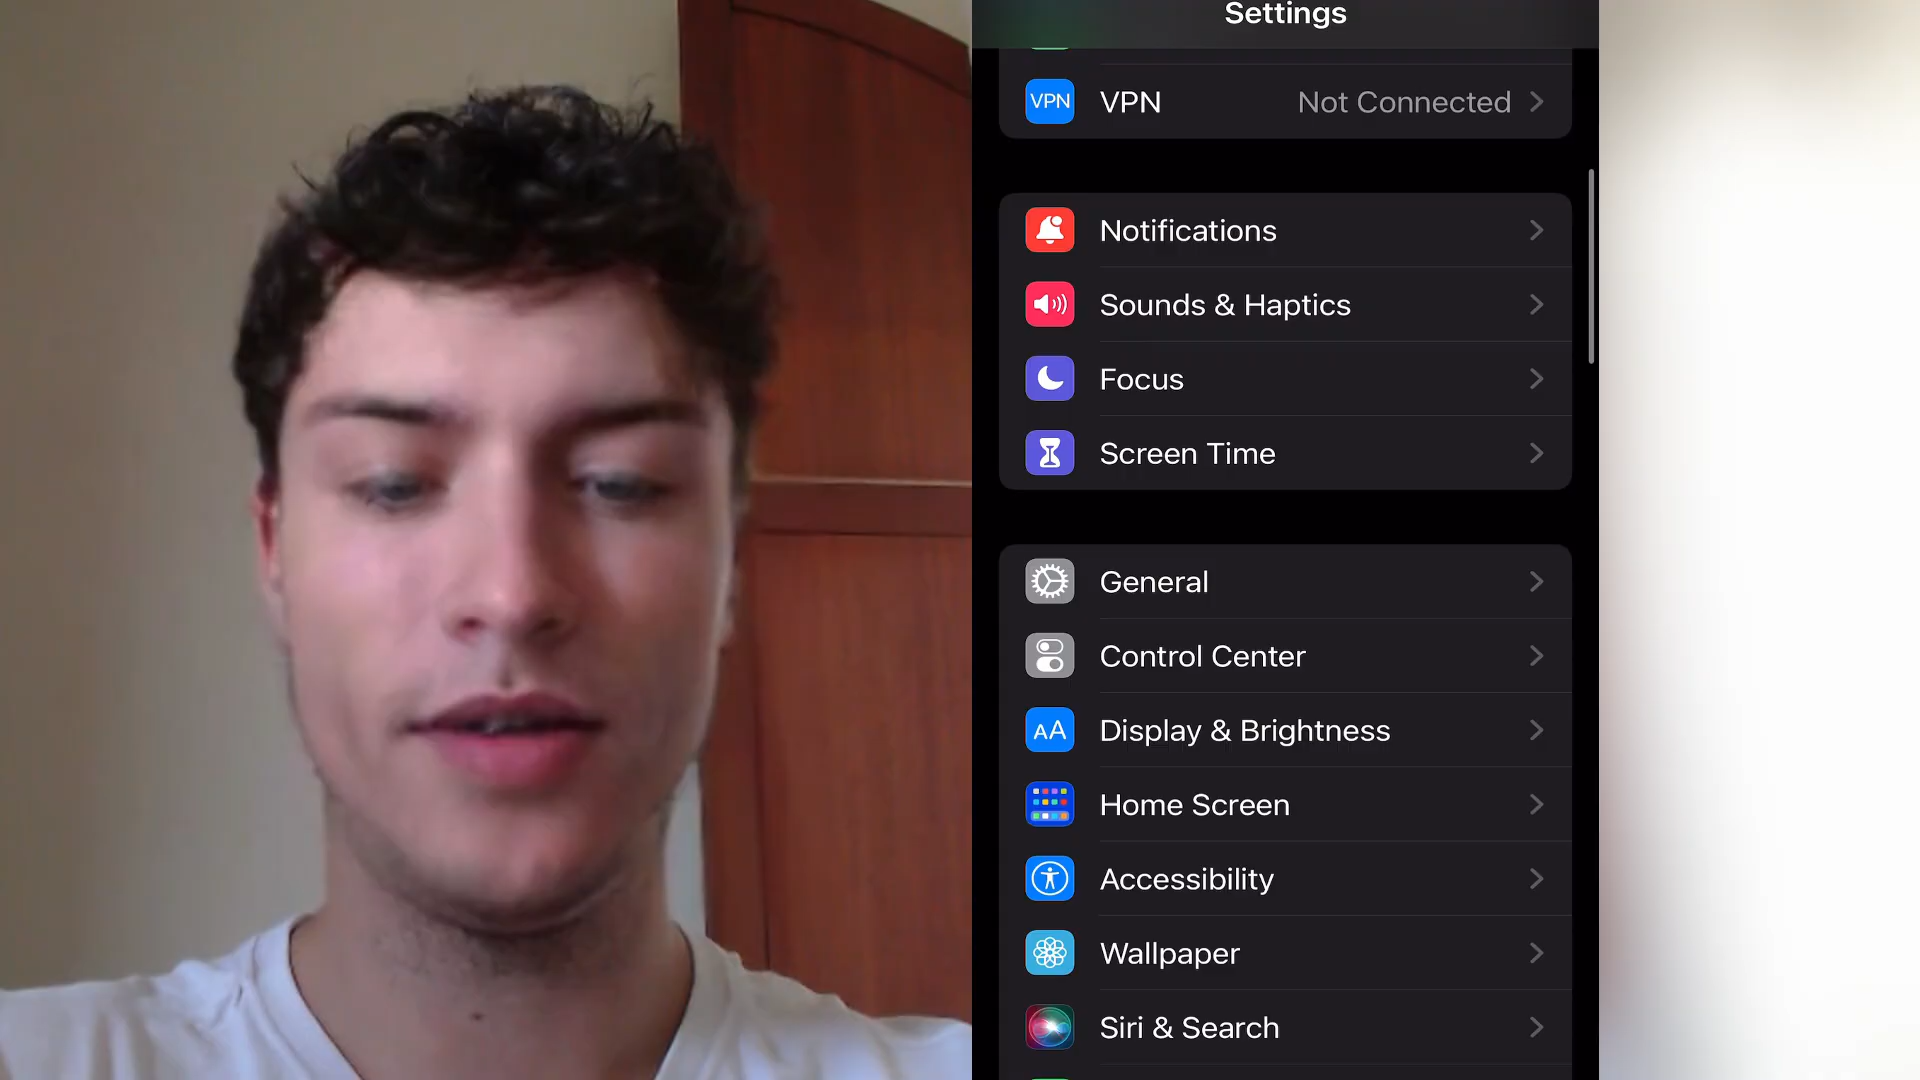 Settings
VPN VPN Not Connected
Notifications
Sounds & Haptics
Focus
Screen Time
General
Control Center
AA Display & Brightness
Home Screen
Accessibility
Wallpaper
Siri & Search